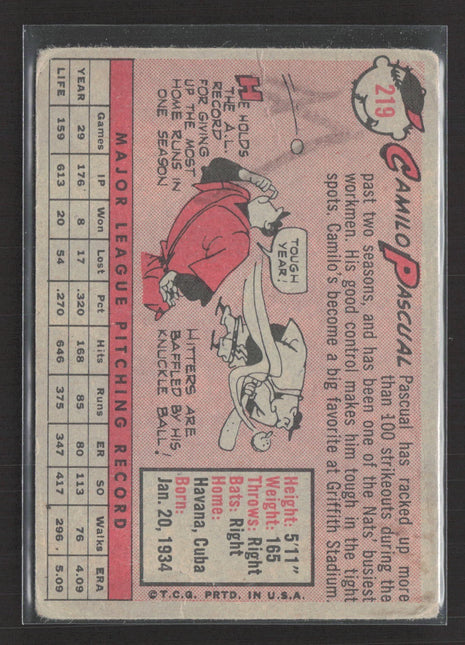 219
CAMILO PASCUAL
Pascual has racked up more
than 100 strikeouts during the
past two seasons, and has been one of the Nats' busiest
workmen. His good control makes him tough in the tight
spots. Camilo's become a big favorite at Griffith Stadium.
HE HOLDS
THE A.L.
RECORD
FOR GIVING
UP THE MOST
HOME RUNS IN
ONE SEASON
TOUGH
YEAR!
HITTERS ARE
BAFFLED BY HIS
KNUCKLE BALL!
Height: 5'11"
Weight: 165
Throws: Right
Bats: Right
Home:
Havana, Cuba
Born:
Jan. 20, 1934
MAJOR LEAGUE PITCHING RECORD
Games IP Won Lost Pct Hits Runs ER SO Walks ERA
YEAR 29 176 8 17 .320 168 85 80 113 76 4.09
LIFE 159 613 20 54 .270 646 375 347 417 296 5.09
©T.C.G. PRTD. IN U.S.A.